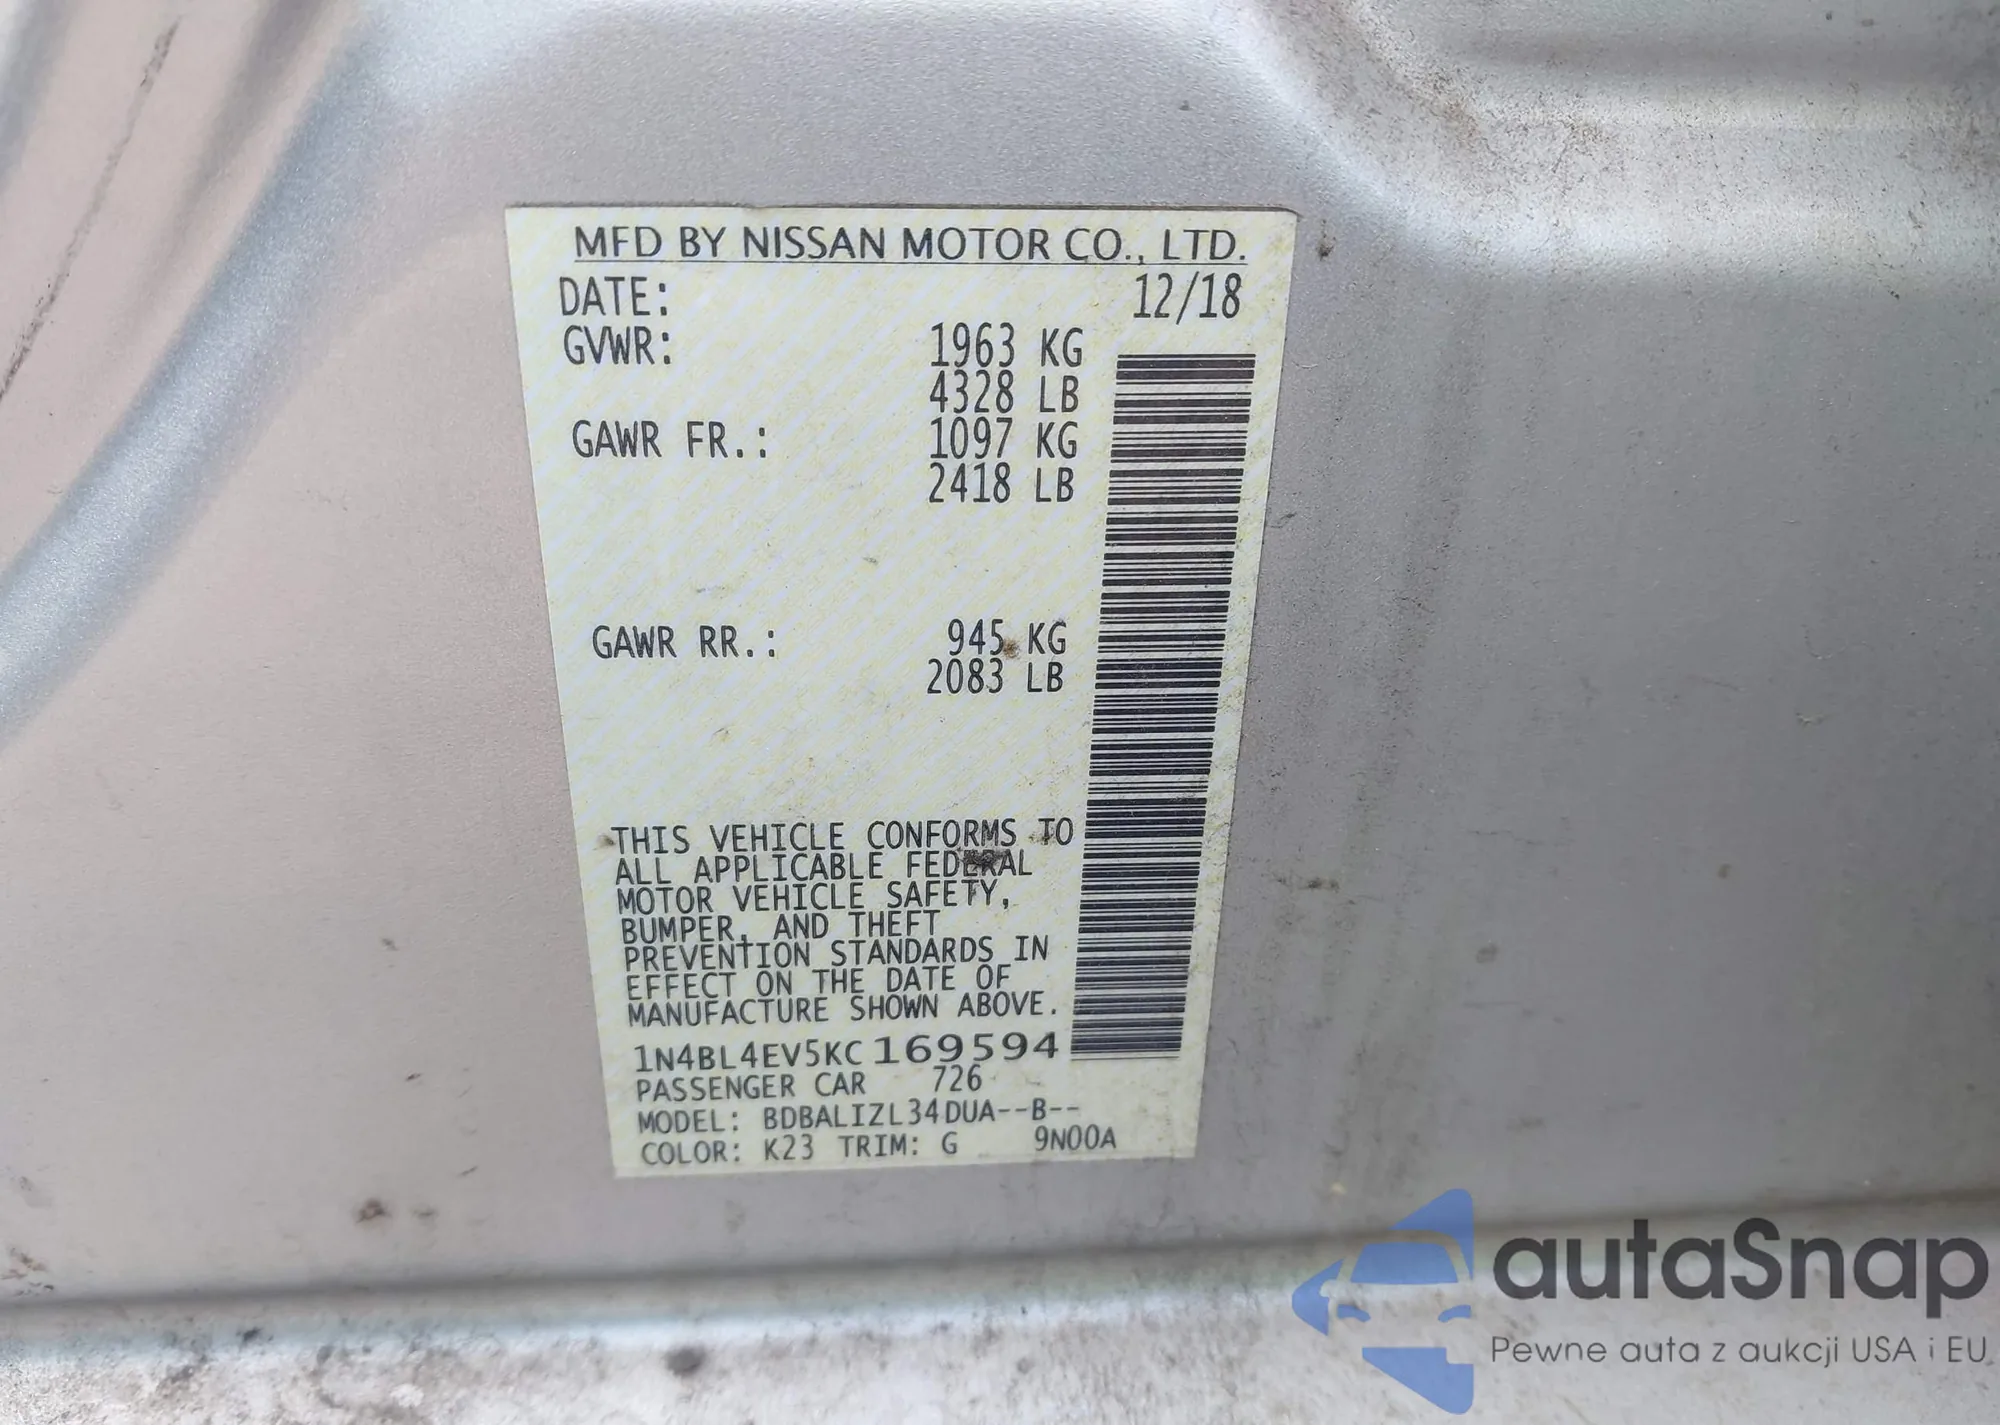 MFD BY NISSAN MOTOR CO., LTD.
DATE: 12/18
GVWR: 1963 KG
4328 LB
GAWR FR.: 1097 KG
2418 LB
GAWR RR.: 945 KG
2083 LB
THIS VEHICLE CONFORMS TO
ALL APPLICABLE FEDERAL
MOTOR VEHICLE SAFETY,
BUMPER, AND THEFT
PREVENTION STANDARDS IN
EFFECT ON THE DATE OF
MANUFACTURE SHOWN ABOVE.
1N4BL4EV5KC169594
PASSENGER CAR 726
MODEL: BDBALIZL34DUA--B--
COLOR: K23 TRIM: G 9N00A
autaSnap
Pewne auta z aukcji USA i EU